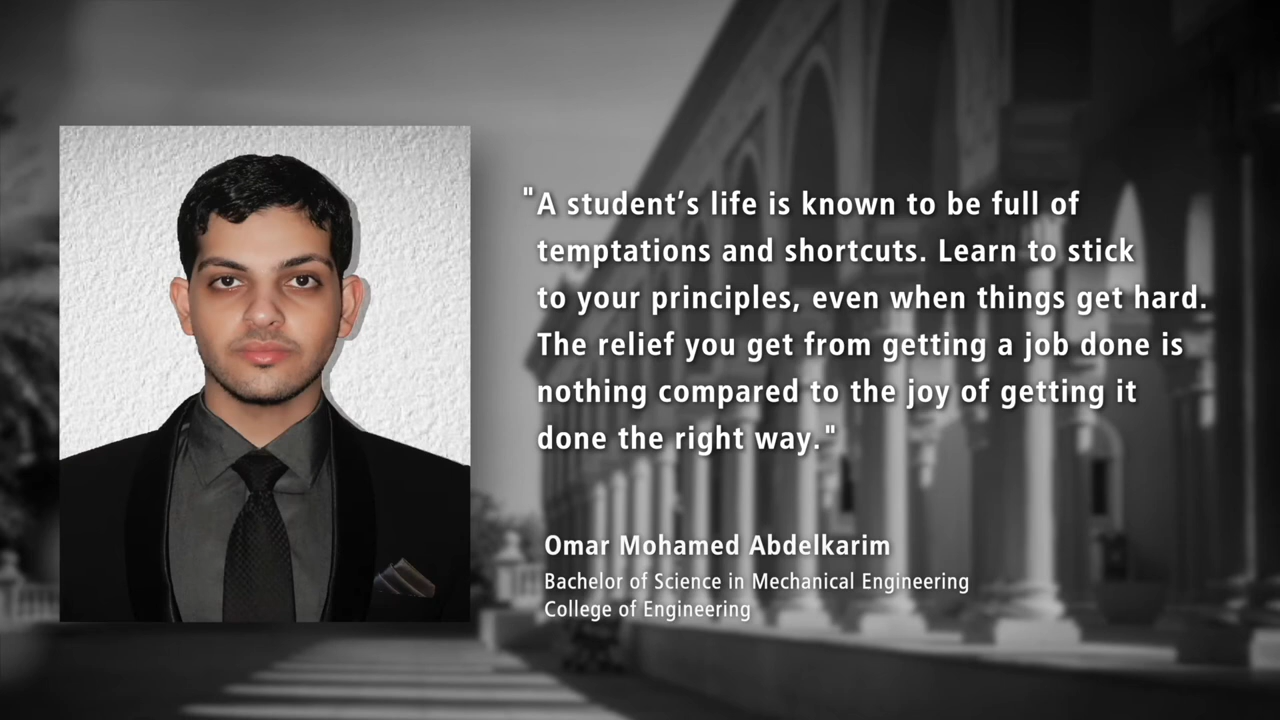 "A student’s life is known to be full of
temptations and shortcuts. Learn to stick
to your principles, even when things get hard.
The relief you get from getting a job done is
nothing compared to the joy of getting it
done the right way."
Omar Mohamed Abdelkarim
Bachelor of Science in Mechanical Engineering
College of Engineering